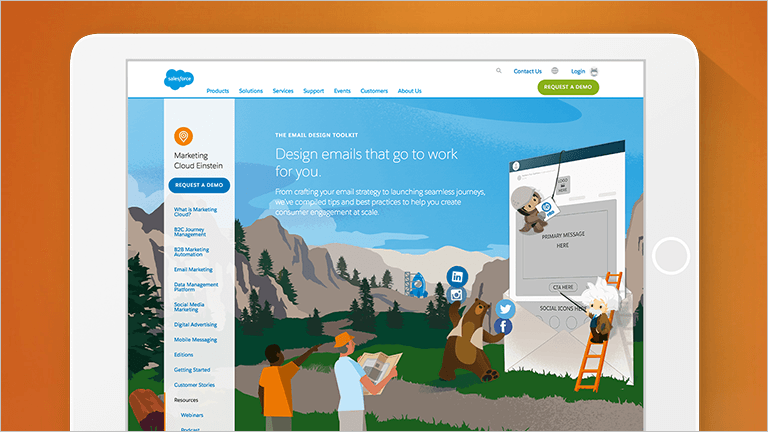 salesforce
Contact Us
Login
Products
Solutions
Services
Support
Events
Customers
About Us
REQUEST A DEMO
Marketing
Cloud Einstein
REQUEST A DEMO
What is Marketing
Cloud?
B2C Journey
Management
B2B Marketing
Automation
Email Marketing
Data Management
Platform
Social Media
Marketing
Digital Advertising
Mobile Messaging
Editions
Getting Started
Customer Stories
Resources
Webinars
Podcast
THE EMAIL DESIGN TOOLKIT
Design emails that go to work
for you.
From crafting your email strategy to launching seamless journeys,
we've compiled tips and best practices to help you create
consumer engagement at scale.
LOGO
HERE
PRIMARY MESSAGE
HERE
CTA HERE
SOCIAL ICONS HERE
in
f